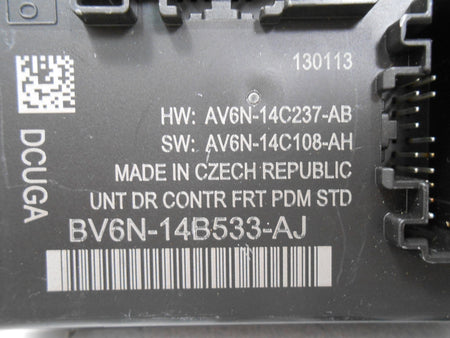 130113
HW: AV6N-14C237-AB
SW: AV6N-14C108-AH
MADE IN CZECH REPUBLIC
UNT DR CONTR FRT PDM STD
BV6N-14B533-AJ
DCUGA